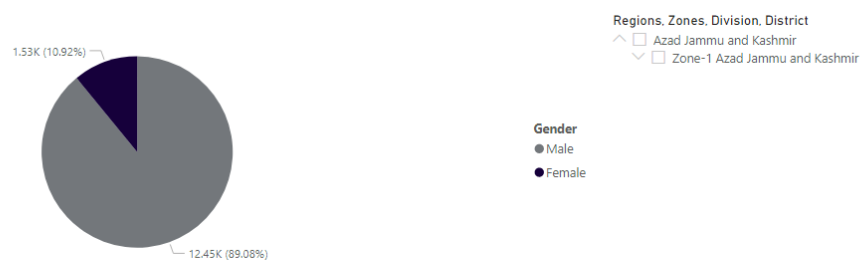 Regions, Zones, Division, District
Azad Jammu and Kashmir
Zone-1 Azad Jammu and Kashmir
1.53K (10.92%)
Gender
Male
Female
12.45K (89.08%)